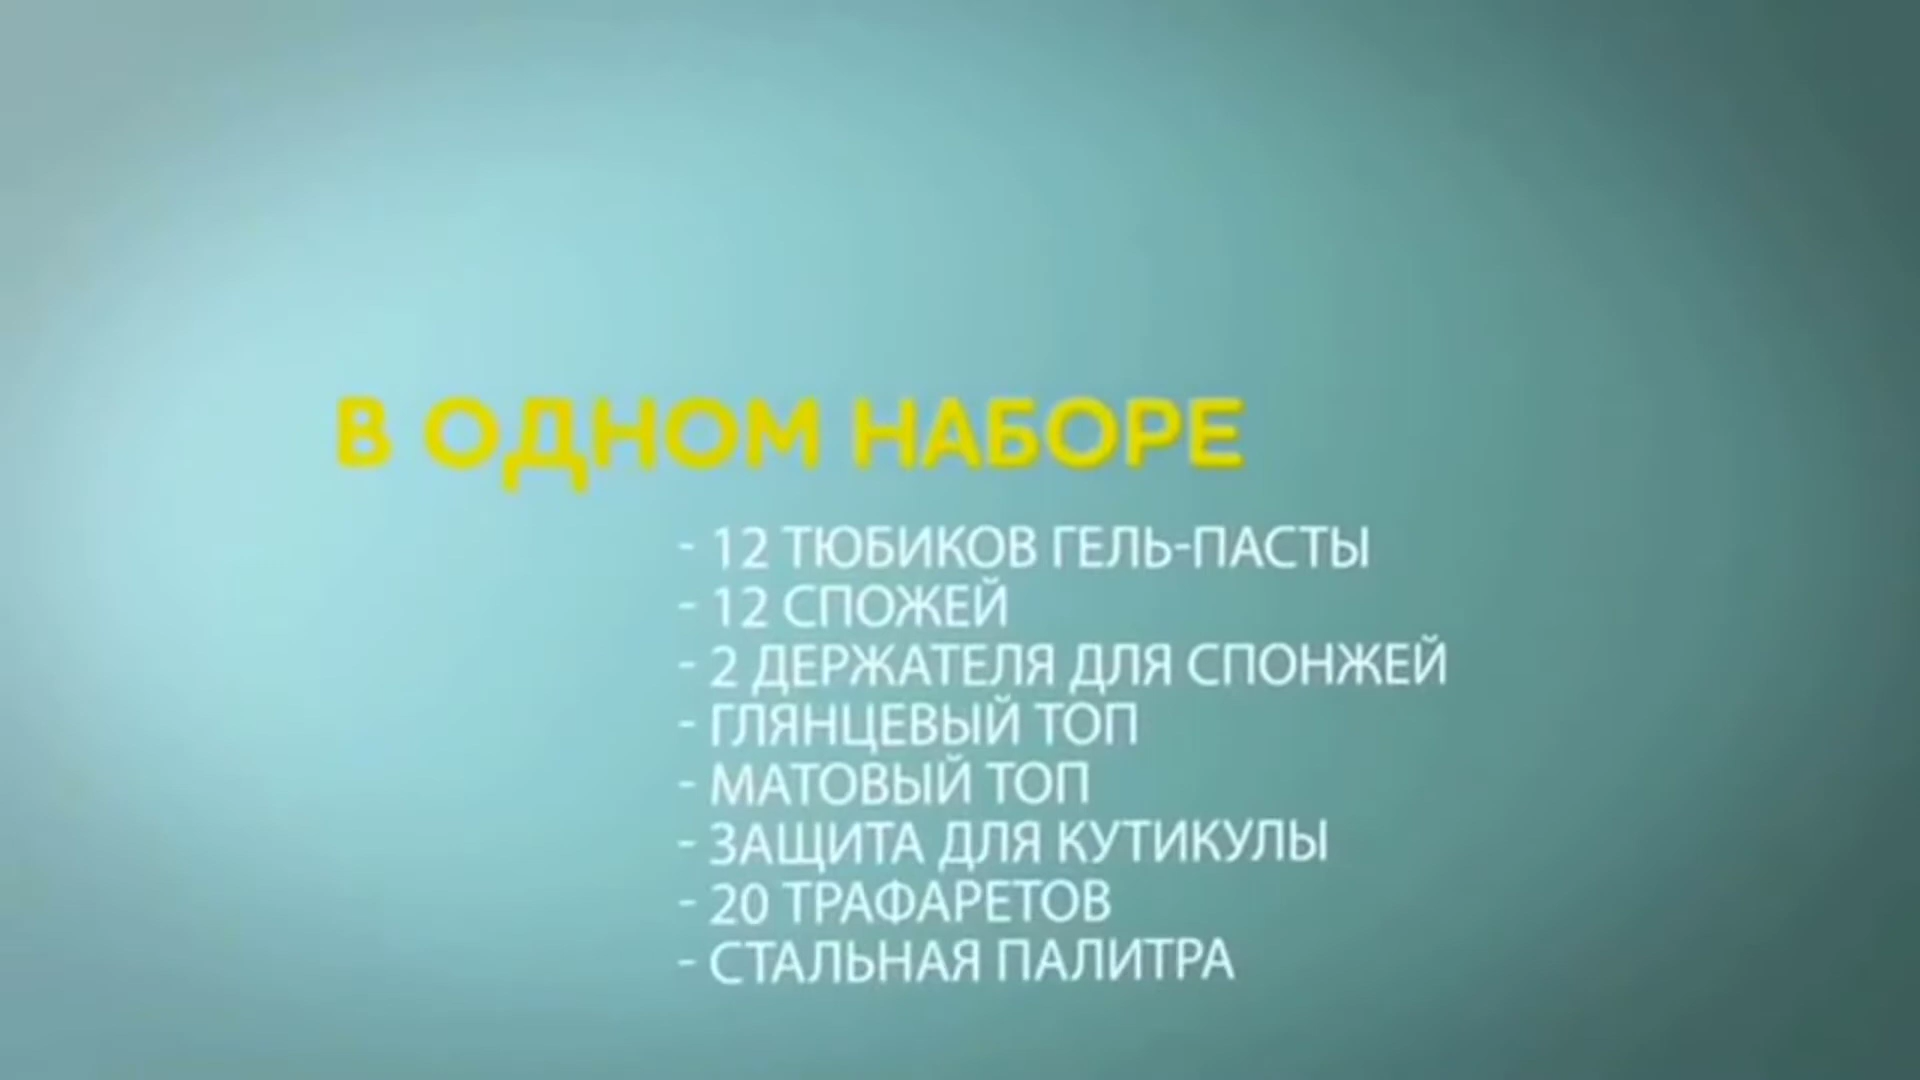 В ОДНОМ НАБОРЕ
- 12 ТЮБИКОВ ГЕЛЬ-ПАСТЫ
- 12 СПОЖЕЙ
- 2 ДЕРЖАТЕЛЯ ДЛЯ СПОНЖЕЙ
- ГЛЯНЦЕВЫЙ ТОП
- МАТОВЫЙ ТОП
- ЗАЩИТА ДЛЯ КУТИКУЛЫ
- 20 ТРАФАРЕТОВ
- СТАЛЬНАЯ ПАЛИТРА